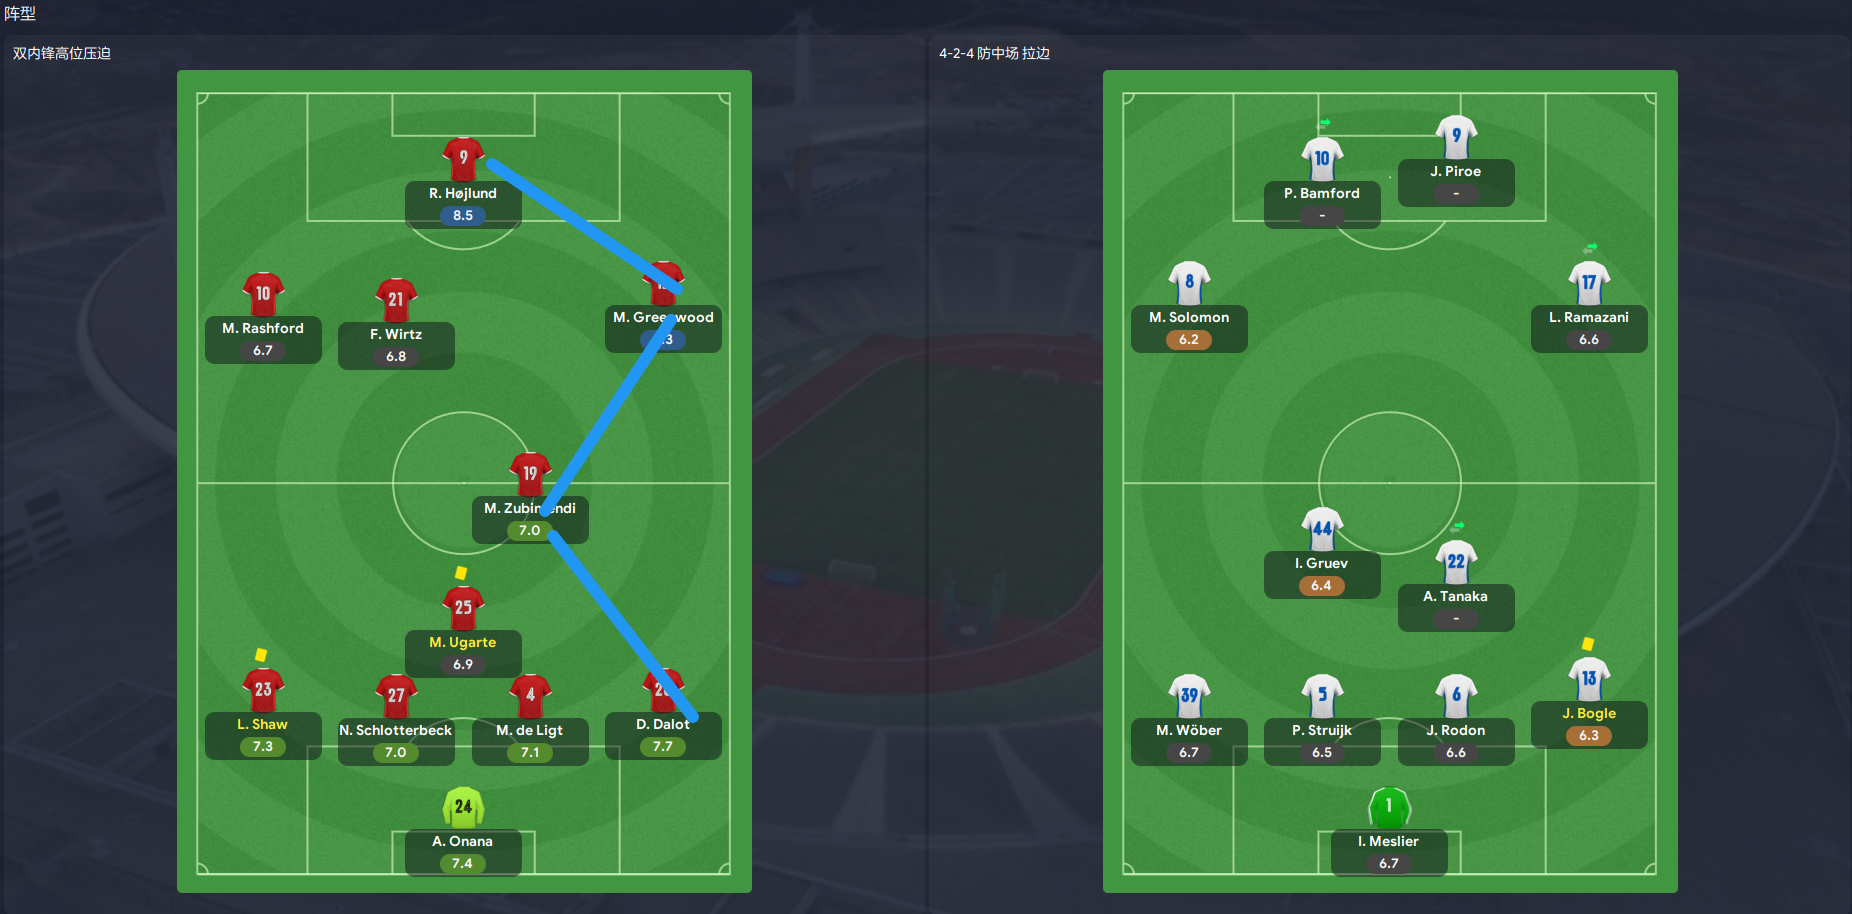 阵型
双内锋高位压迫
9
R. Højlund
8.5
10
M. Rashford
6.7
21
F. Wirtz
6.8
M. Greenwood
19
M. Zubimendi
7.0
25
M. Ugarte
6.9
23
L. Shaw
7.3
27
N. Schlotterbeck
7.0
4
M. de Ligt
7.1
D. Dalot
7.7
24
A. Onana
7.4
4-2-4 防中场 拉边
10
P. Bamford
-
9
J. Piroe
-
8
M. Solomon
6.2
17
L. Ramazani
6.6
44
I. Gruev
6.4
22
A. Tanaka
-
39
M. Wöber
6.7
5
P. Struijk
6.5
6
J. Rodon
6.6
13
J. Bogle
6.3
1
I. Meslier
6.7